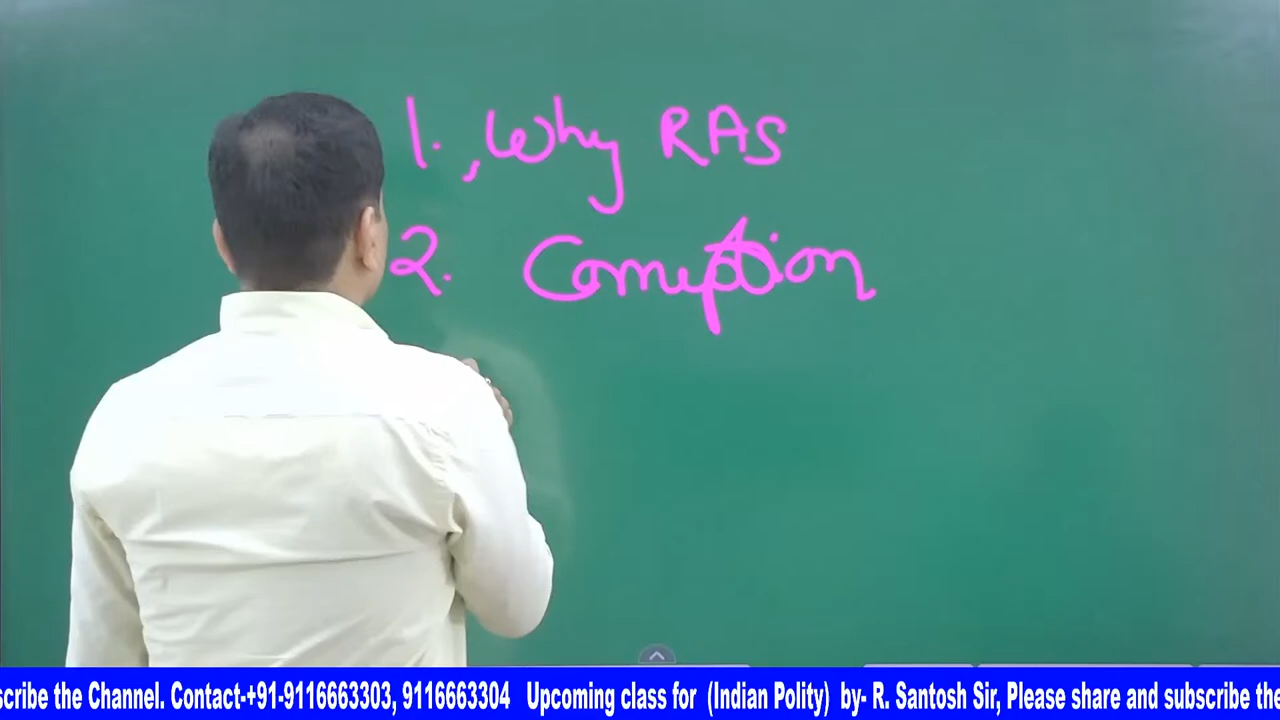 1. , Why RAS
2. Corruption
scribe the Channel. Contact-+91-9116663303, 9116663304 Upcoming class for (Indian Polity) by- R. Santosh Sir, Please share and subscribe the